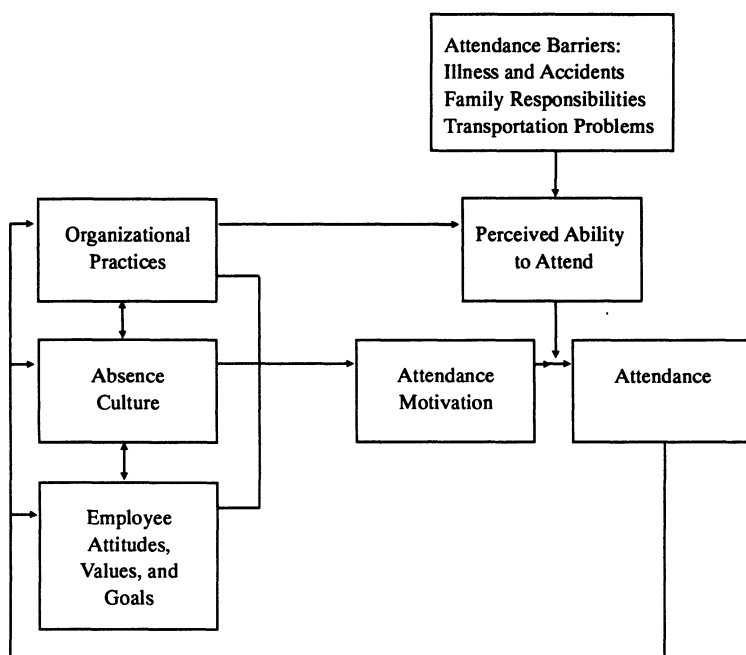 Attendance Barriers:
Illness and Accidents
Family Responsibilities
Transportation Problems
Organizational
Practices
Perceived Ability
to Attend
Absence
Culture
Attendance
Motivation
Attendance
Employee
Attitudes,
Values, and
Goals